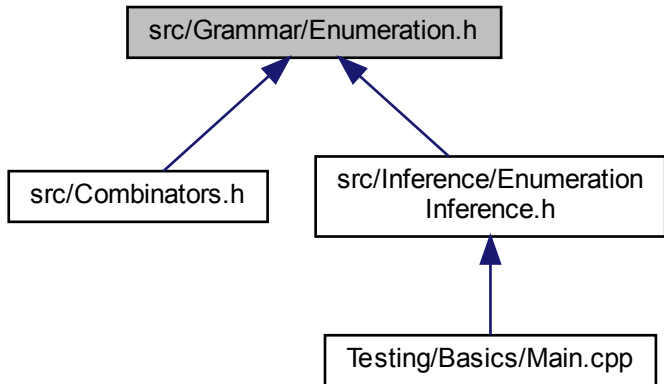 src/Grammar/Enumeration.h
src/Combinators.h
src/Inference/Enumeration
Inference.h
Testing/Basics/Main.cpp